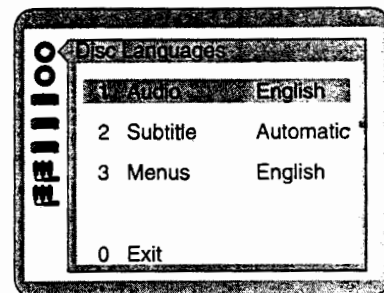 Disc Languages
1 Audio English
2 Subtitle Automatic
3 Menus English
0 Exit